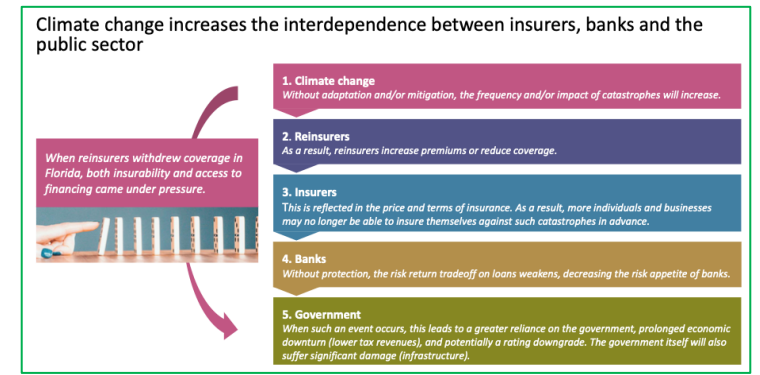 Climate change increases the interdependence between insurers, banks and the
public sector
When reinsurers withdrew coverage in
Florida, both insurability and access to
financing came under pressure.
1. Climate change
Without adaptation and/or mitigation, the frequency and/or impact of catastrophes will increase.
2. Reinsurers
As a result, reinsurers increase premiums or reduce coverage.
3. Insurers
This is reflected in the price and terms of insurance. As a result, more individuals and businesses
may no longer be able to insure themselves against such catastrophes in advance.
4. Banks
Without protection, the risk return tradeoff on loans weakens, decreasing the risk appetite of banks.
5. Government
When such an event occurs, this leads to a greater reliance on the government, prolonged economic
downturn (lower tax revenues), and potentially a rating downgrade. The government itself will also
suffer significant damage (infrastructure).